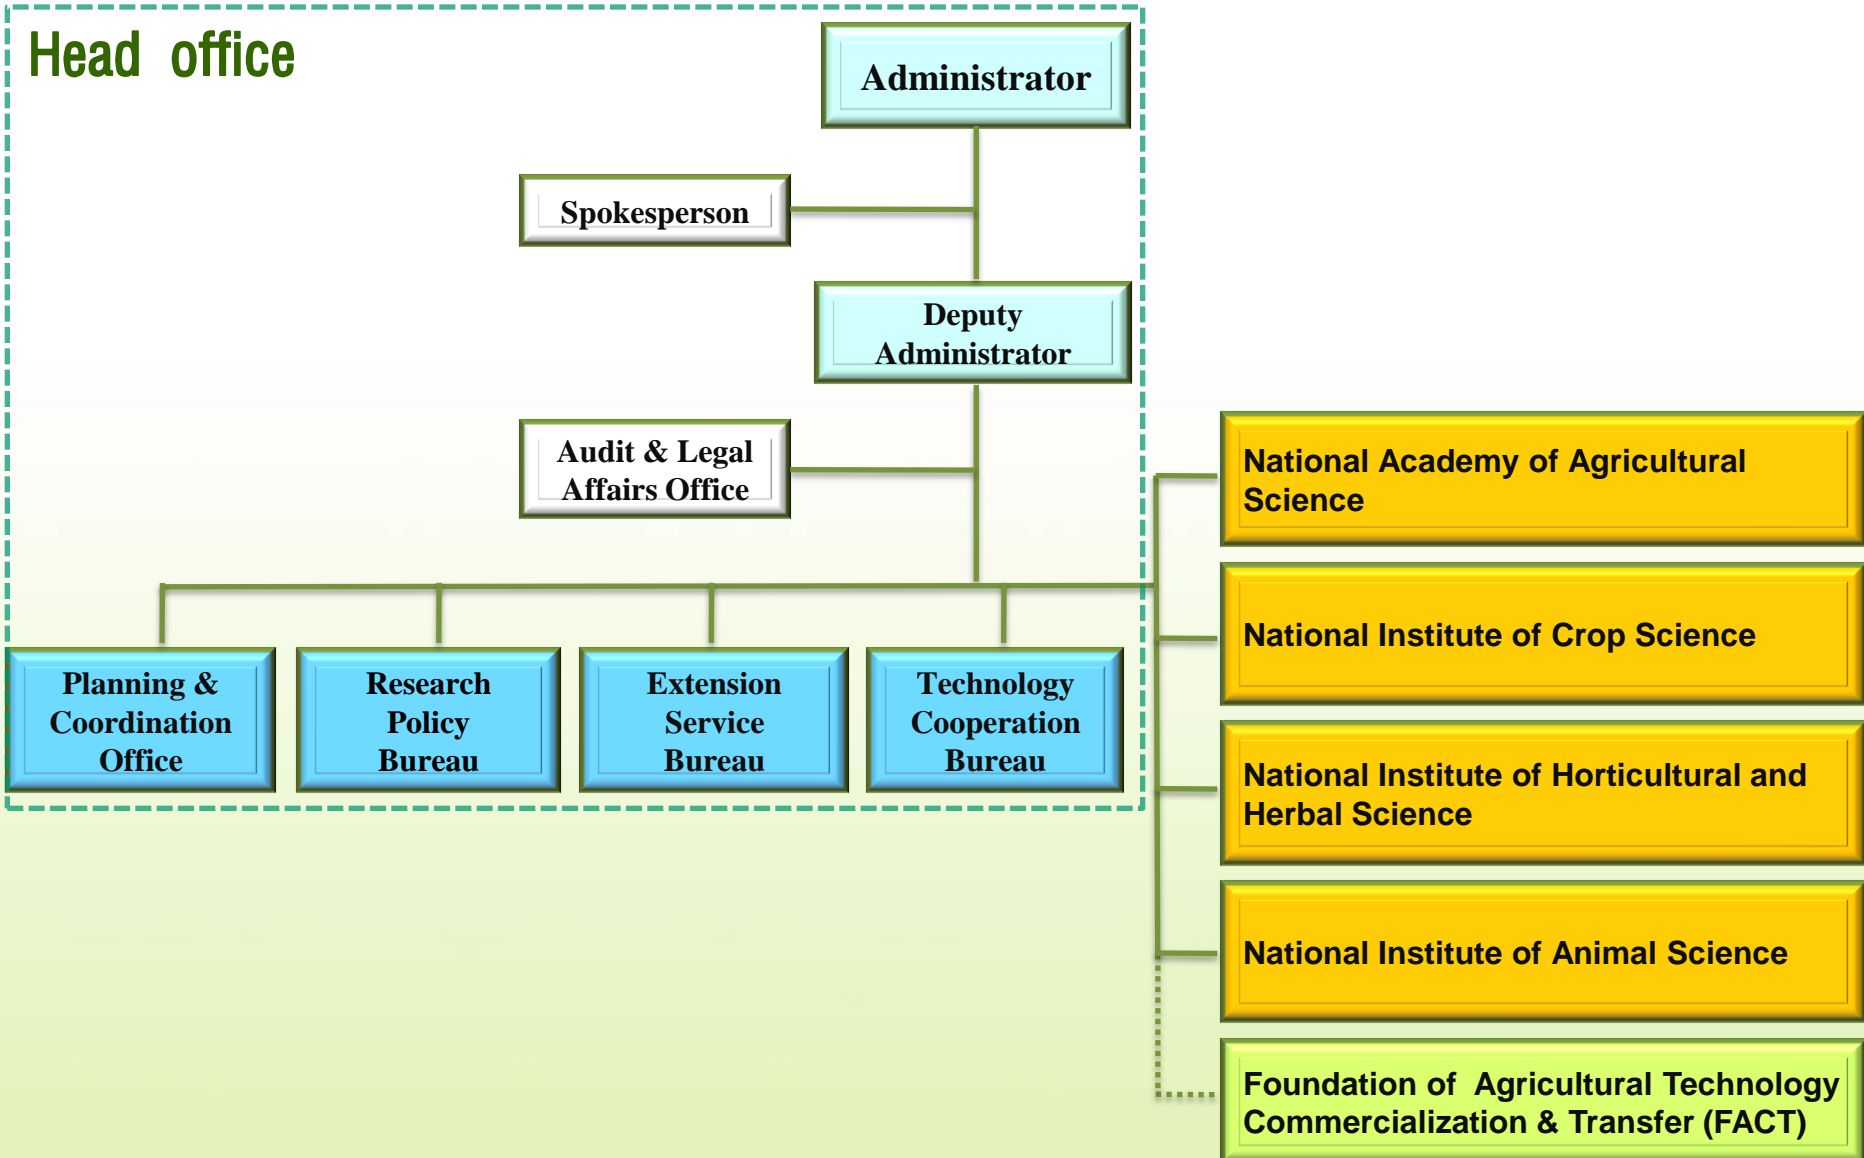 Head office
Administrator
Spokesperson
Deputy
Administrator
Audit & Legal
Affairs Office
Planning &
Coordination
Office
Research
Policy
Bureau
Extension
Service
Bureau
Technology
Cooperation
Bureau
National Academy of Agricultural
Science
National Institute of Crop Science
National Institute of Horticultural and
Herbal Science
National Institute of Animal Science
Foundation of Agricultural Technology
Commercialization & Transfer (FACT)